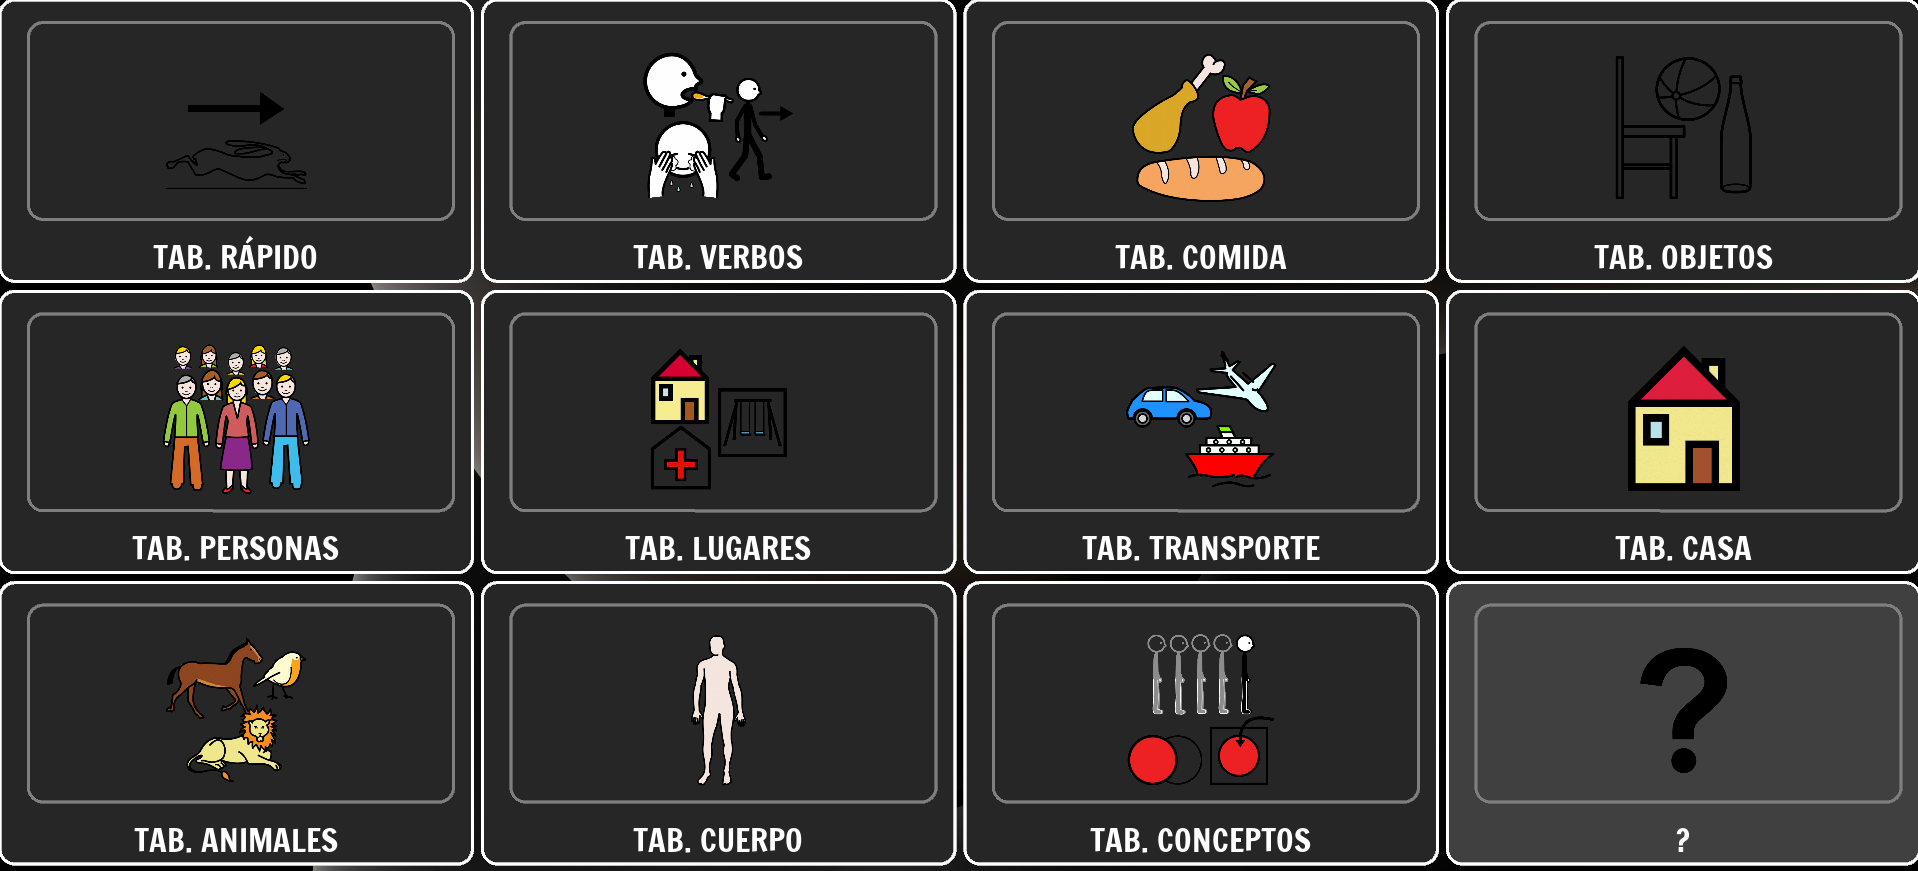 TAB. RÁPIDO
TAB. VERBOS
TAB. COMIDA
TAB. OBJETOS
TAB. PERSONAS
TAB. LUGARES
TAB. TRANSPORTE
TAB. CASA
TAB. ANIMALES
TAB. CUERPO
TAB. CONCEPTOS
?
?